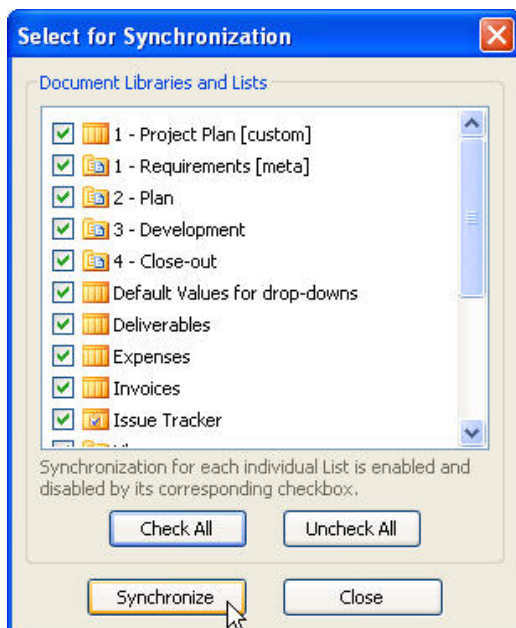 Select for Synchronization
Document Libraries and Lists
1 - Project Plan [custom]
1 - Requirements [meta]
2 - Plan
3 - Development
4 - Close-out
Default Values for drop-downs
Deliverables
Expenses
Invoices
Issue Tracker
Synchronization for each individual List is enabled and
disabled by its corresponding checkbox.
Check All
Uncheck All
Synchronize
Close